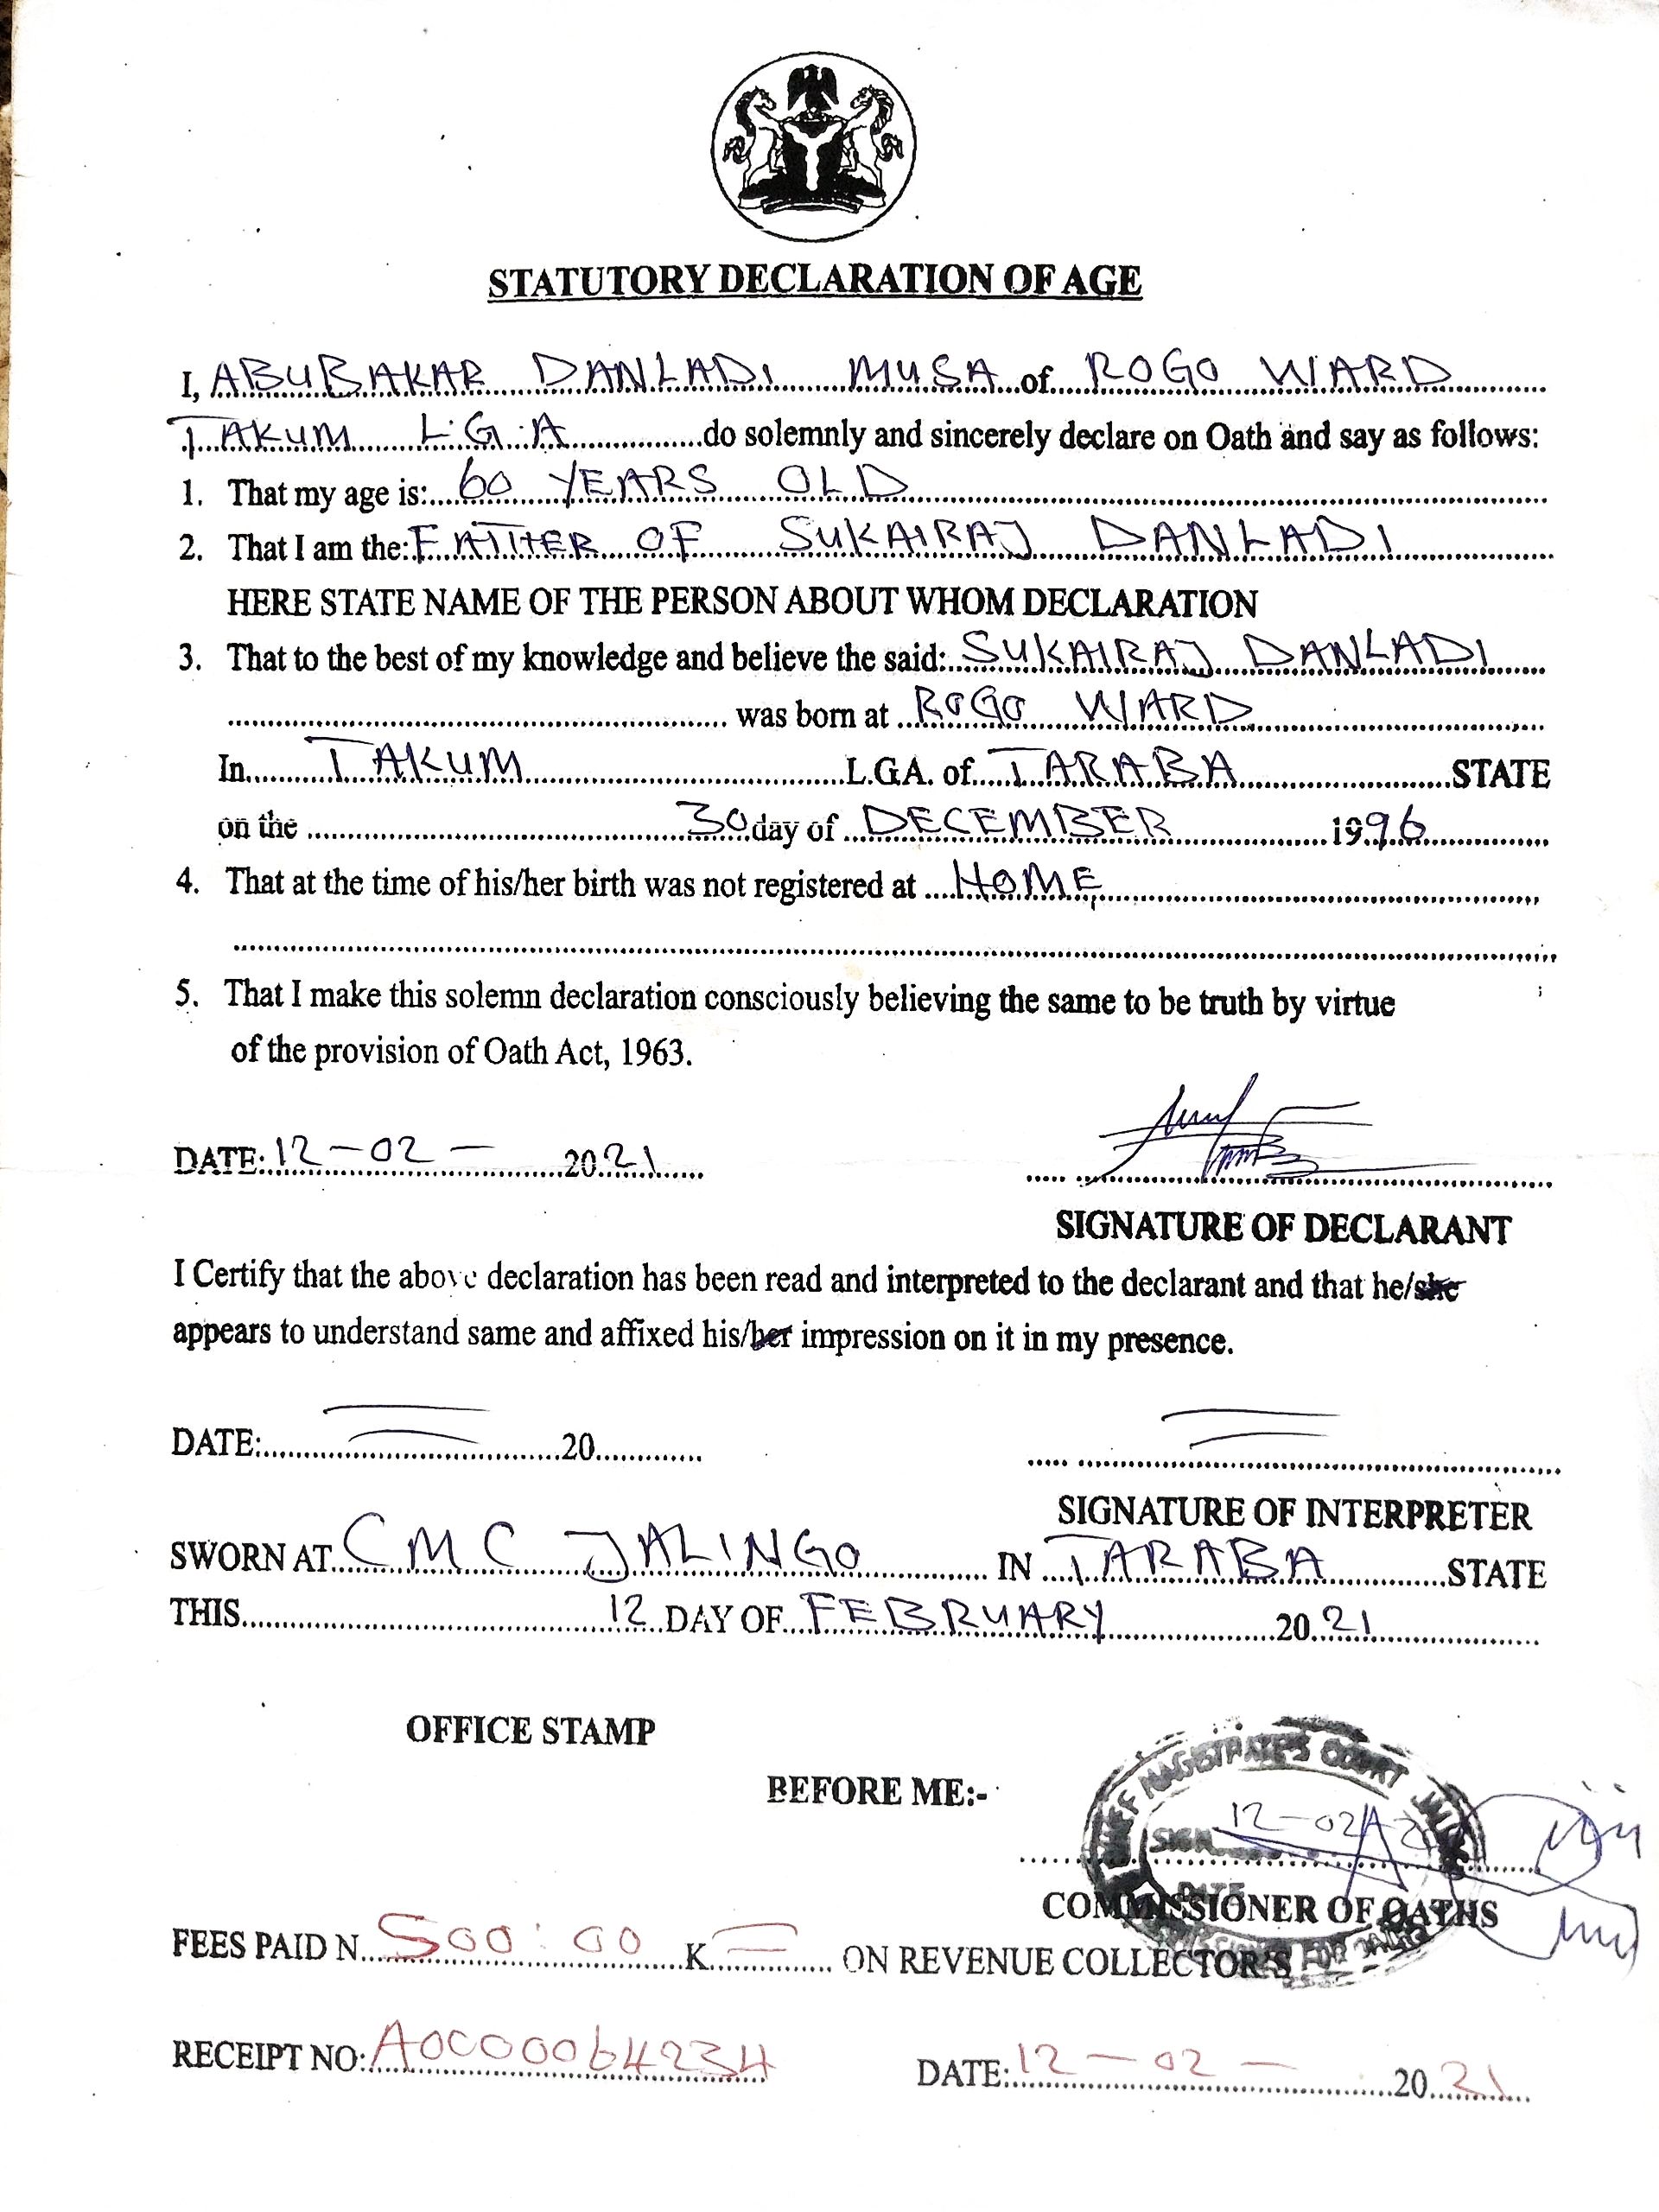 STATUTORY DECLARATION OF AGE
I, ABUBAKAR DANLADI MUSA of ROGO WARD
TAKUM L.G.A do solemnly and sincerely declare on Oath and say as follows:
1. That my age is: 60 YEARS OLD
2. That I am the: FATHER OF SUKAIRAJ DANLADI
HERE STATE NAME OF THE PERSON ABOUT WHOM DECLARATION
3. That to the best of my knowledge and believe the said: SUKAIRAJ DANLADI
was born at ROGO WARD
In TAKUM L.G.A. of TARABA STATE
on the 30 day of DECEMBER 1996
4. That at the time of his/her birth was not registered at HOME
5. That I make this solemn declaration consciously believing the same to be truth by virtue
of the provision of Oath Act, 1963.
DATE: 12-02- 2021
SIGNATURE OF DECLARANT
I Certify that the above declaration has been read and interpreted to the declarant and that he/she
appears to understand same and affixed his/her impression on it in my presence.
DATE: 20
SIGNATURE OF INTERPRETER
SWORN AT CMC JALINGO IN TARABA STATE
THIS 12 DAY OF FEBRUARY 2021
OFFICE STAMP
BEFORE ME:-
CHIEF MAGISTRATE'S COURT
SIGN 12-02
DATE
COMMISSIONER OF OATHS
FEES PAID N 500:00 K ON REVENUE COLLECTOR'S
RECEIPT NO: A0000064234
DATE: 12-02- 2021